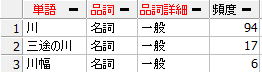 単語 品詞 品詞詳細 頻度
1 川 名詞 一般 94
2 三途の川 名詞 一般 17
3 川幅 名詞 一般 6